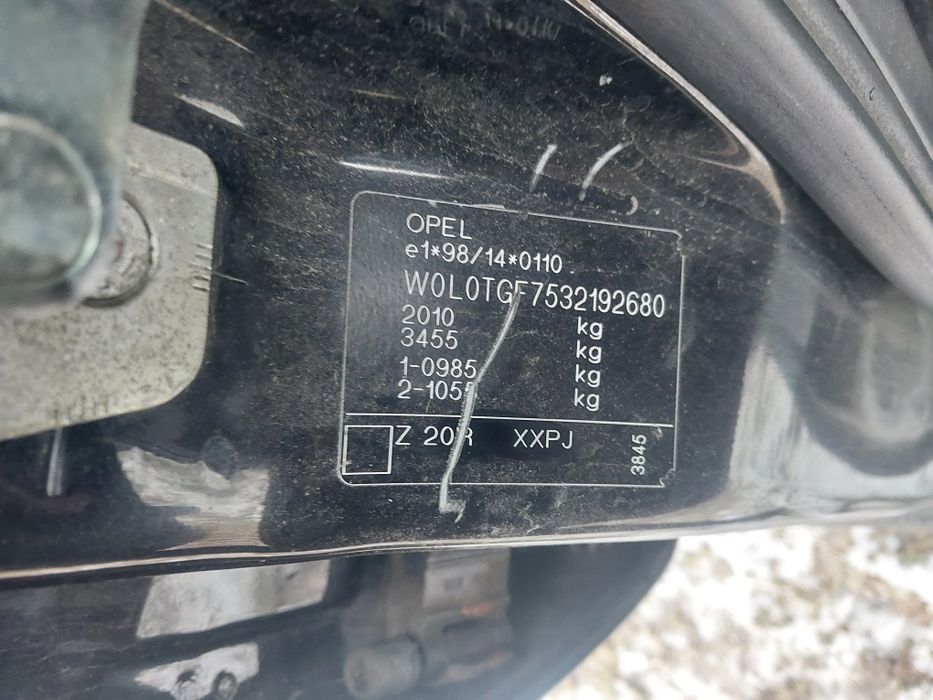 OPEL
e1*98/14*0110
W0L0TGF7532192680
2010 kg
3455 kg
1-0985 kg
2-1055 kg
Z 20R XXPJ
3845